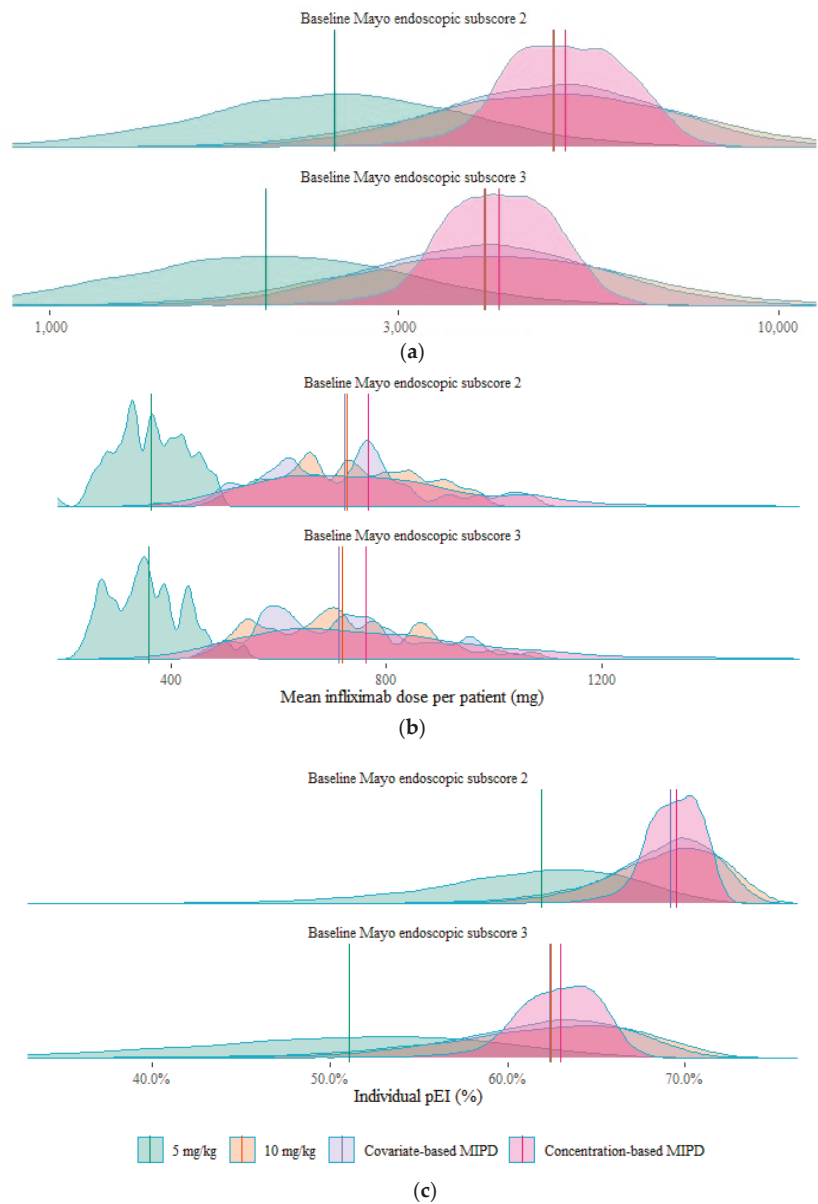 Baseline Mayo endoscopic subscore 2
Baseline Mayo endoscopic subscore 3
1,000 3,000 10,000
(a)
Baseline Mayo endoscopic subscore 2
Baseline Mayo endoscopic subscore 3
400 800 1200
Mean infliximab dose per patient (mg)
(b)
Baseline Mayo endoscopic subscore 2
Baseline Mayo endoscopic subscore 3
40.0% 50.0% 60.0% 70.0%
Individual pEI (%)
5 mg/kg 10 mg/kg Covariate-based MIPD Concentration-based MIPD
(c)